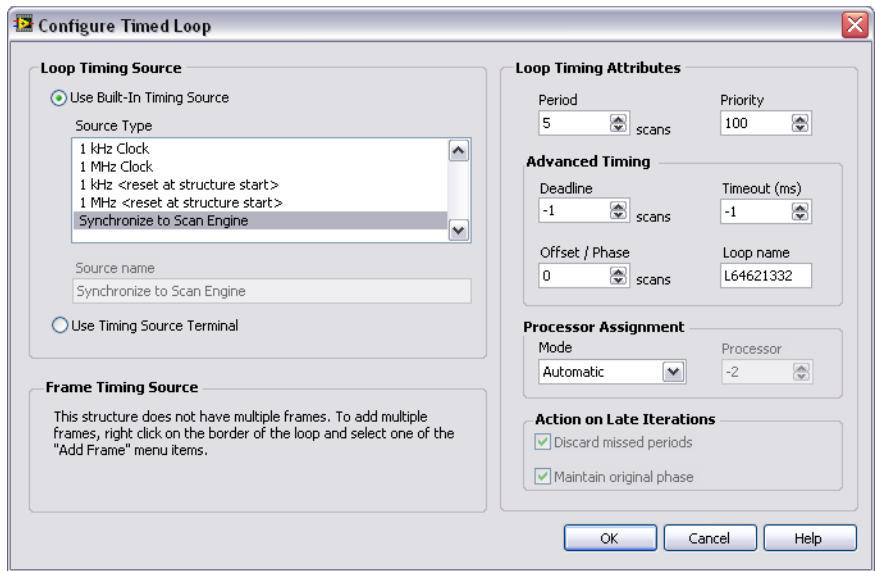 Configure Timed Loop
Loop Timing Source
Use Built-In Timing Source
Source Type
1 kHz Clock
1 MHz Clock
1 kHz <reset at structure start>
1 MHz <reset at structure start>
Synchronize to Scan Engine
Source name
Synchronize to Scan Engine
Use Timing Source Terminal
Frame Timing Source
This structure does not have multiple frames. To add multiple
frames, right click on the border of the loop and select one of the
"Add Frame" menu items.
Loop Timing Attributes
Period Priority
5 scans 100
Advanced Timing
Deadline Timeout (ms)
-1 scans -1
Offset / Phase Loop name
0 scans L64621332
Processor Assignment
Mode Processor
Automatic -2
Action on Late Iterations
Discard missed periods
Maintain original phase
OK Cancel Help